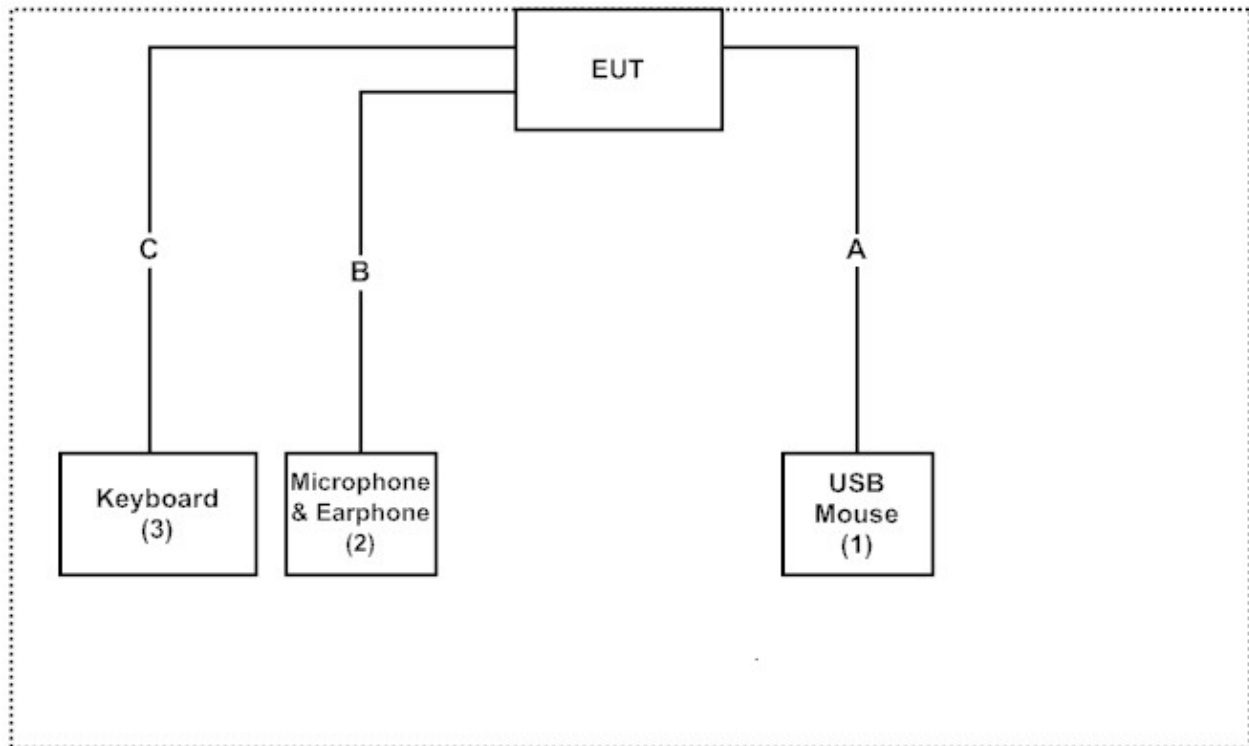 EUT
C
B
A
Keyboard
(3)
Microphone
& Earphone
(2)
USB
Mouse
(1)